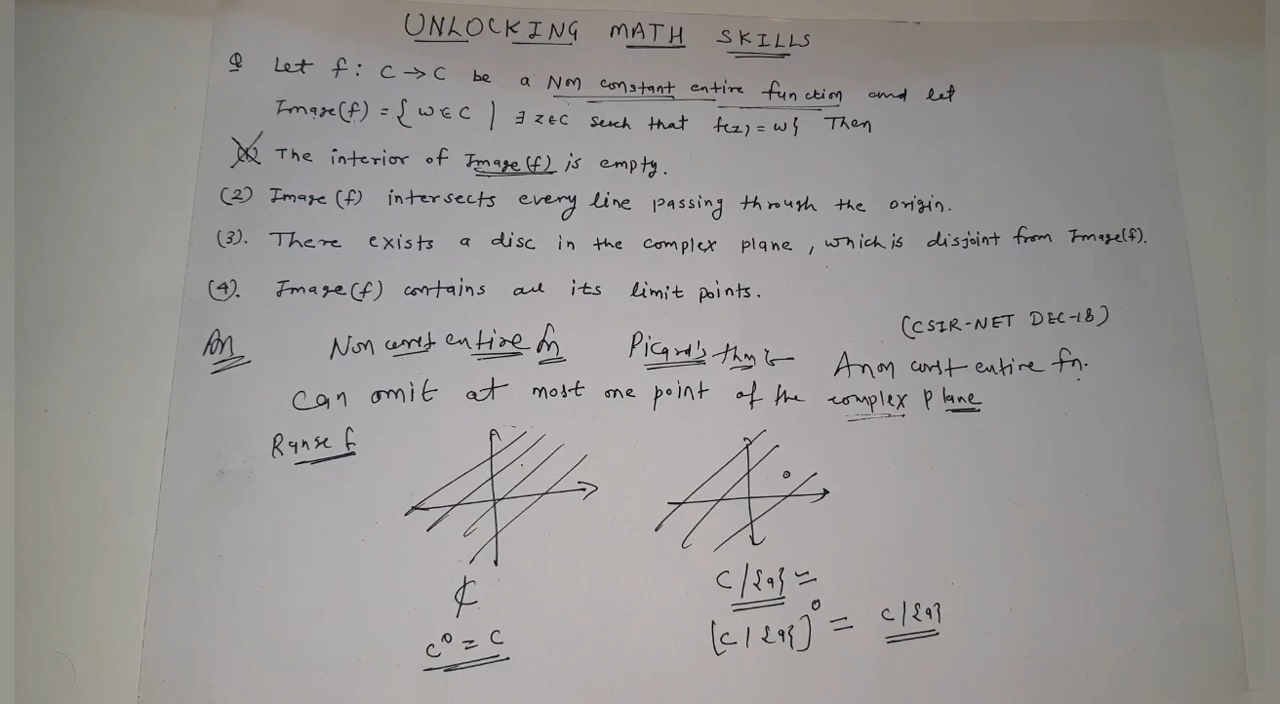 UNLOCKING MATH SKILLS
Q Let f: C → C be a Non constant entire function and let
Image(f) = { w ∈ C | ∃ z ∈ C such that f(z) = w} Then
(1) The interior of Image(f) is empty.
(2) Image (f) intersects every line passing through the origin.
(3). There exists a disc in the complex plane, which is disjoint from Image(f).
(4). Image(f) contains all its limit points.
(CSIR-NET DEC-18)
An Non const entire fn Picard's thm:- A non const entire fn.
can omit at most one point of the complex plane
Range f
C
C° = C
C/{a} =
[C/{a}]° = C/{a}